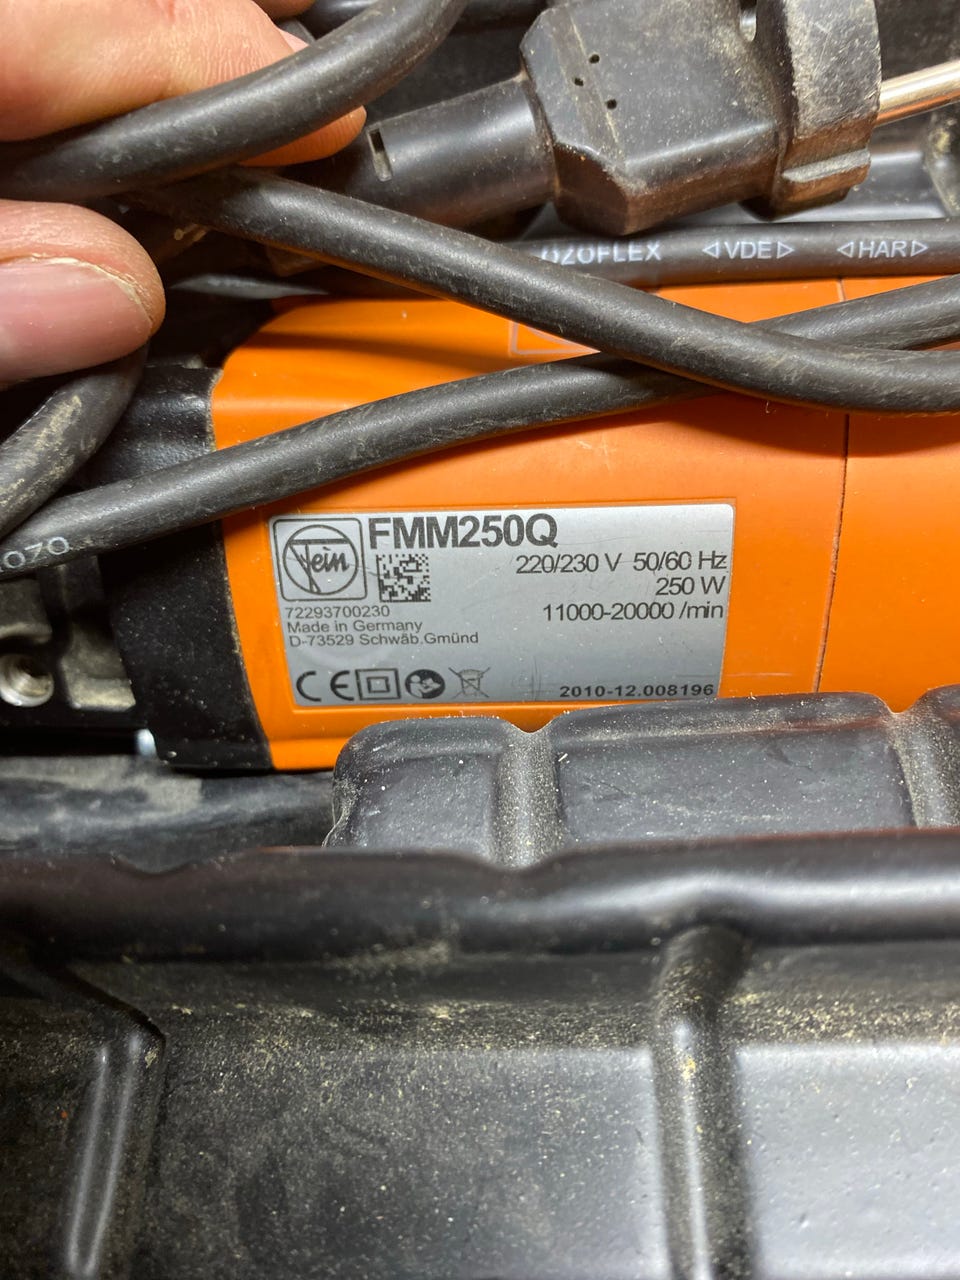 OZOFLEX ◁VDE▷ ◁HAR▷
070
Fein
FMM250Q
220/230 V 50/60 Hz
250 W
11000-20000 /min
72293700230
Made in Germany
D-73529 Schwäb.Gmünd
CE
2010-12.008196